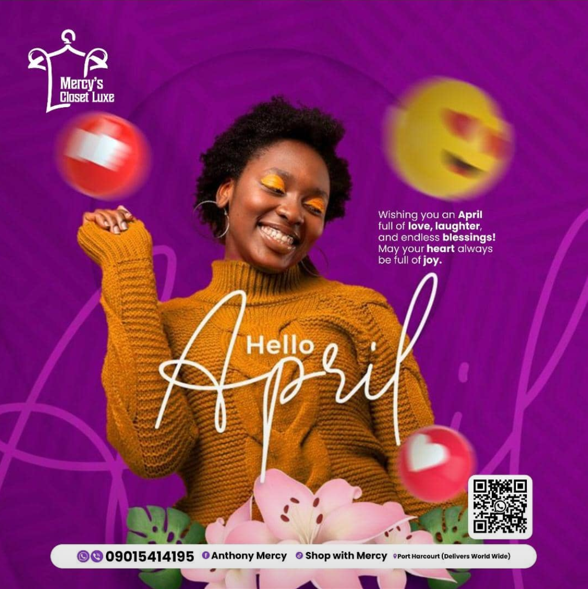 Mercy's
Closet Luxe
Wishing you an April
full of love, laughter,
and endless blessings!
May your heart always
be full of joy.
Hello
April
09015414195 Anthony Mercy Shop with Mercy Port Harcourt (Delivers World Wide)